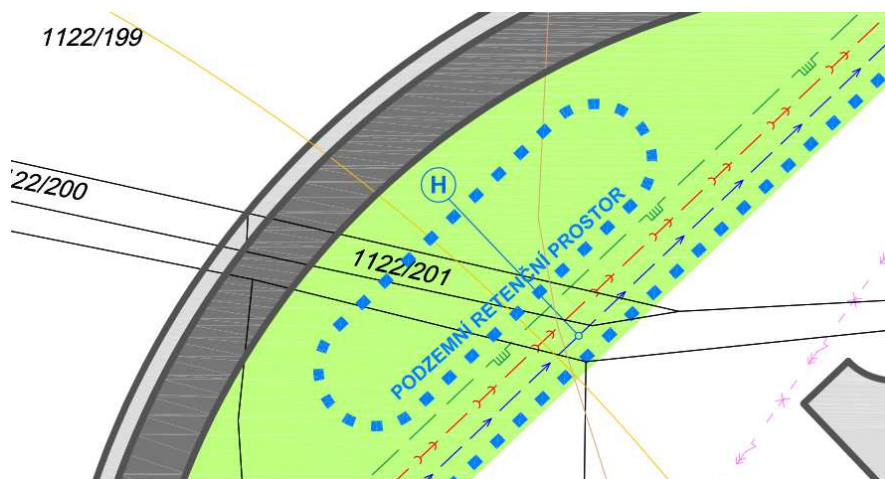 1122/199
22/200
H
1122/201
PODZEMNÍ RETENČNÍ PROSTOR